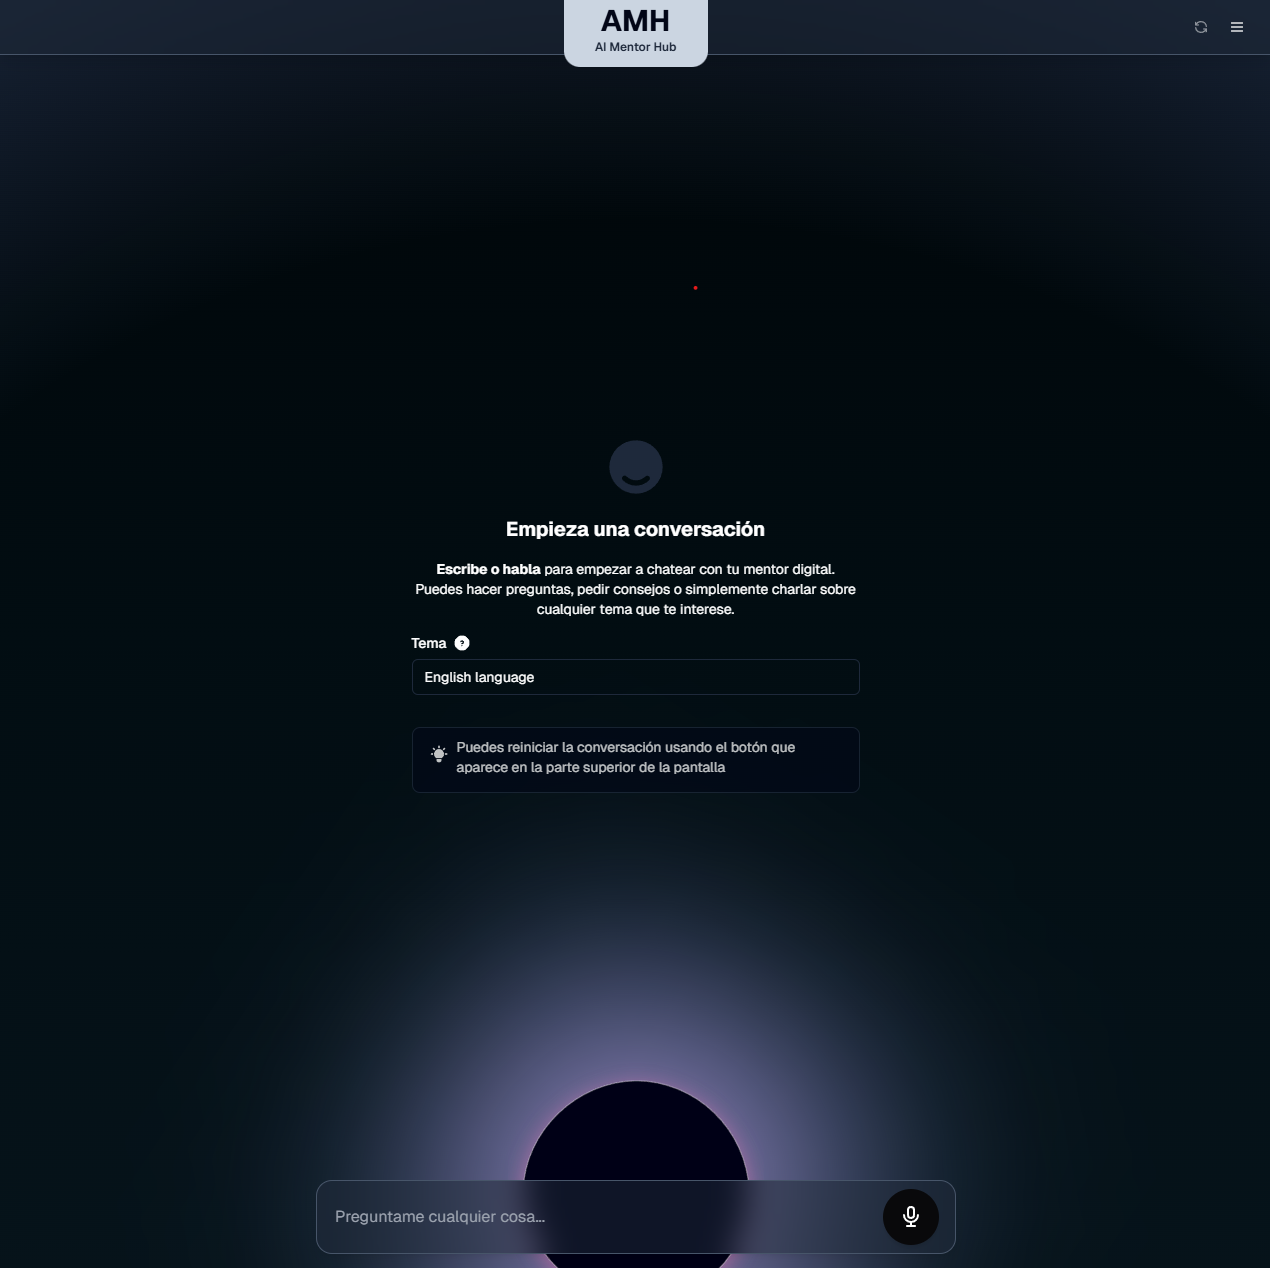 AMH
AI Mentor Hub
Empieza una conversación
Escribe o habla para empezar a chatear con tu mentor digital.
Puedes hacer preguntas, pedir consejos o simplemente charlar sobre
cualquier tema que te interese.
Tema ?
English language
Puedes reiniciar la conversación usando el botón que
aparece en la parte superior de la pantalla
Preguntame cualquier cosa...